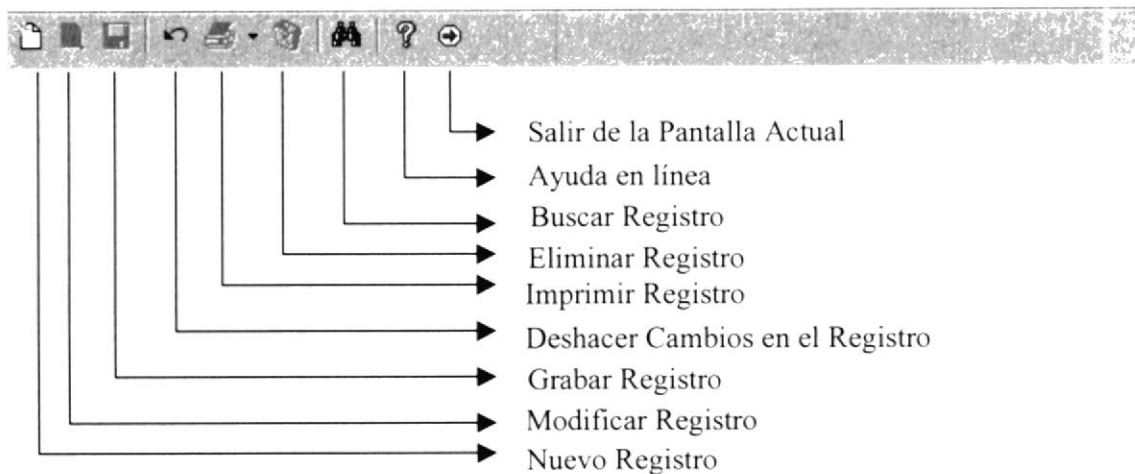 Salir de la Pantalla Actual
Ayuda en línea
Buscar Registro
Eliminar Registro
Imprimir Registro
Deshacer Cambios en el Registro
Grabar Registro
Modificar Registro
Nuevo Registro